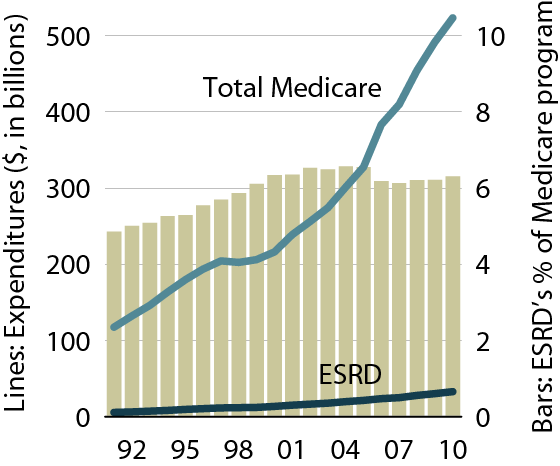 Lines: Expenditures ($, in billions)
500
400
300
200
100
0
Total Medicare
ESRD
10
8
6
4
2
0
Bars: ESRD's % of Medicare program
92 95 98 01 04 07 10